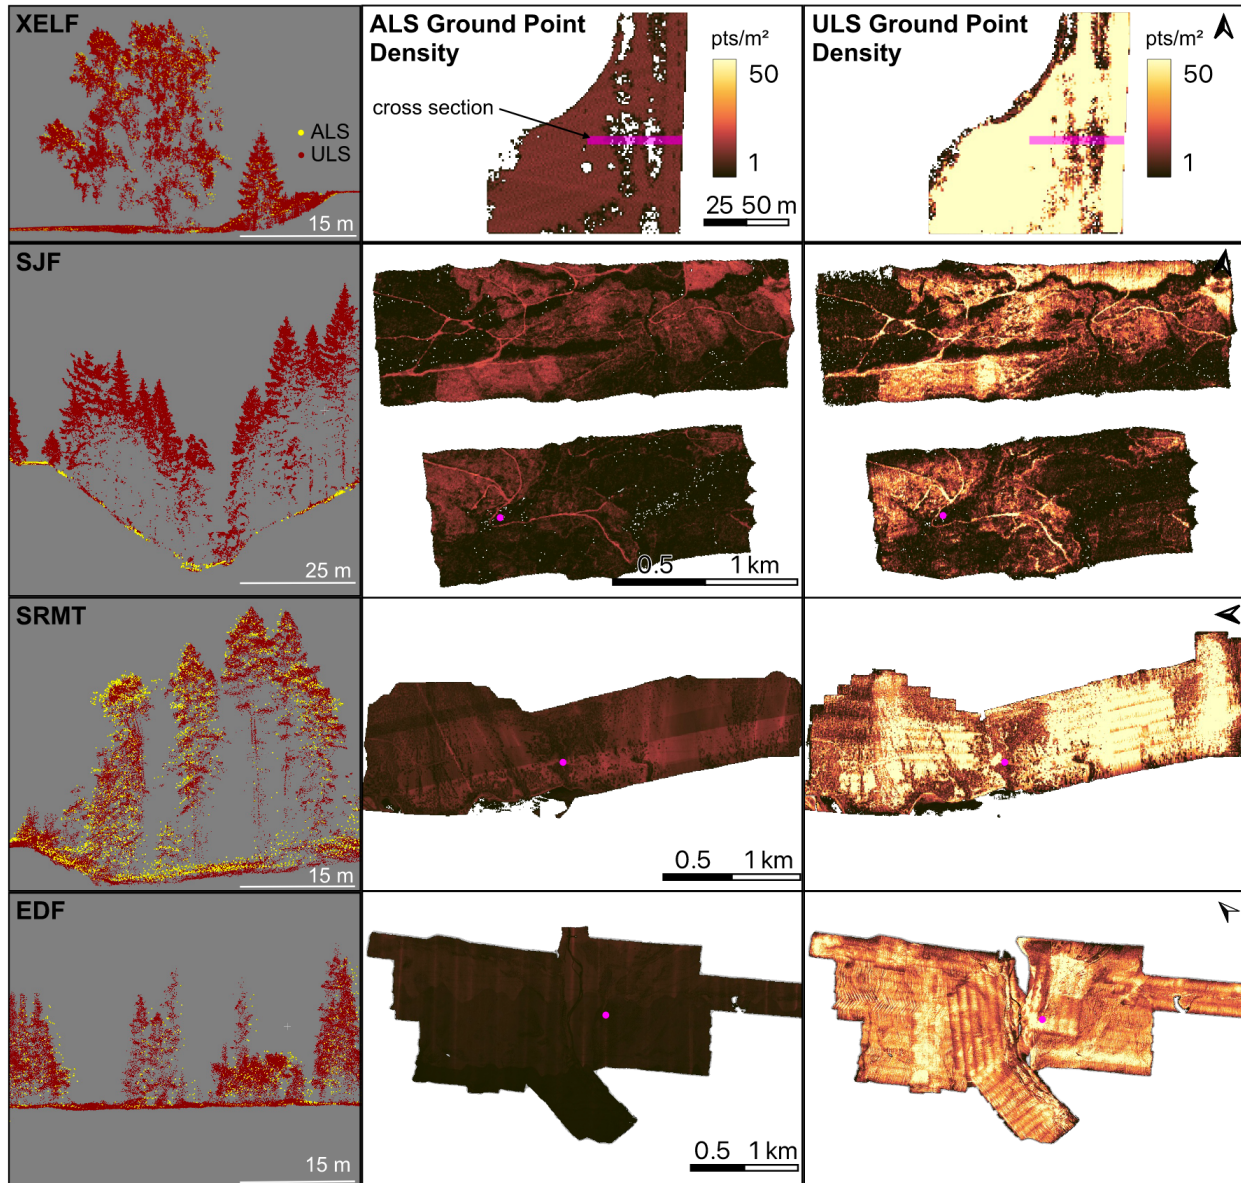 XELF
ALS
ULS
15 m
ALS Ground Point
Density
pts/m²
50
1
cross section
25 50 m
ULS Ground Point
Density
pts/m²
50
1
SJF
25 m
0.5 1 km
SRMT
15 m
0.5 1 km
EDF
15 m
0.5 1 km